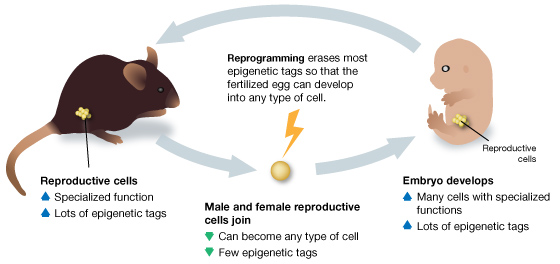 Reprogramming erases most
epigenetic tags so that the
fertilized egg can develop
into any type of cell.
Reproductive
cells
Reproductive cells
Specialized function
Lots of epigenetic tags
Male and female reproductive
cells join
Can become any type of cell
Few epigenetic tags
Embryo develops
Many cells with specialized
functions
Lots of epigenetic tags